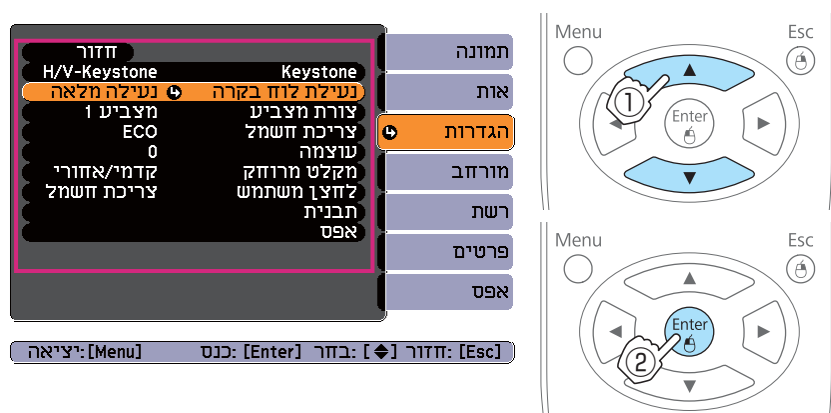 חזור
Keystone H/V-Keystone
נעילת לוח בקרה נעילה מלאה
צורת מצביע מצביע 1
צריכת חשמל ECO
עוצמה 0
מקלט מרוחק קדמי/אחורי
לחצן משתמש צריכת חשמל
תבנית
אפס
תמונה
אות
הגדרות
מורחב
רשת
פרטים
אפס
[Esc] :חזור [◆] :בחר [Enter] :כנס [Menu]:יציאה
Menu Esc
Enter
1
Menu Esc
Enter
2